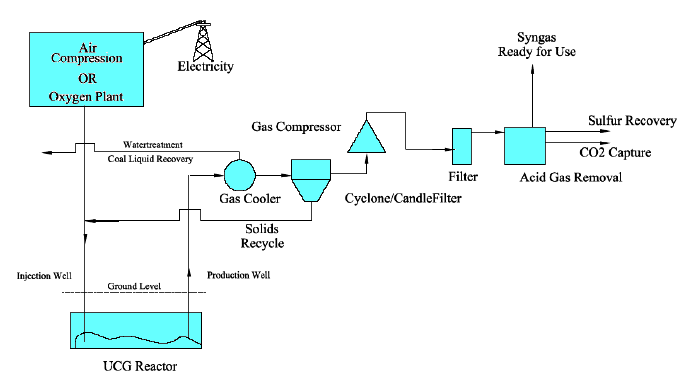 Air
Compression
OR
Oxygen Plant
Electricity
Syngas
Ready for Use
Sulfur Recovery
CO2 Capture
Acid Gas Removal
Gas Compressor
Filter
Watertreatment
Coal Liquid Recovery
Gas Cooler
Cyclone/CandleFilter
Solids
Recycle
Injection Well
Production Well
Ground Level
UCG Reactor